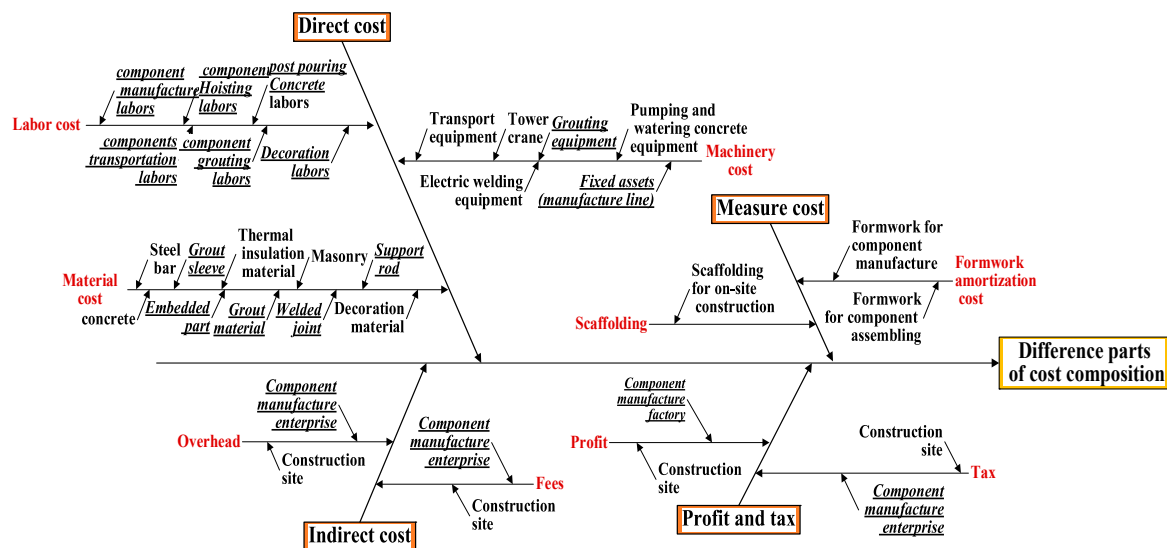 Direct cost
component
manufacture
labors
component
Hoisting
labors
post pouring
Concrete
labors
Labor cost
components
transportation
labors
component
grouting
labors
Decoration
labors
Transport
equipment
Tower
crane
Grouting
equipment
Pumping and
watering concrete
equipment
Machinery
cost
Electric welding
equipment
Fixed assets
(manufacture line)
Measure cost
Formwork for
component
manufacture
Formwork
amortization
cost
Formwork
for component
assembling
Scaffolding
for on-site
construction
Scaffolding
Steel
bar
Grout
sleeve
Thermal
insulation
material
Masonry
Support
rod
Material
cost
concrete
Embedded
part
Grout
material
Welded
joint
Decoration
material
Difference parts
of cost composition
Component
manufacture
enterprise
Overhead
Construction
site
Component
manufacture
enterprise
Fees
Construction
site
Indirect cost
Component
manufacture
factory
Profit
Construction
site
Construction
site
Tax
Component
manufacture
enterprise
Profit and tax